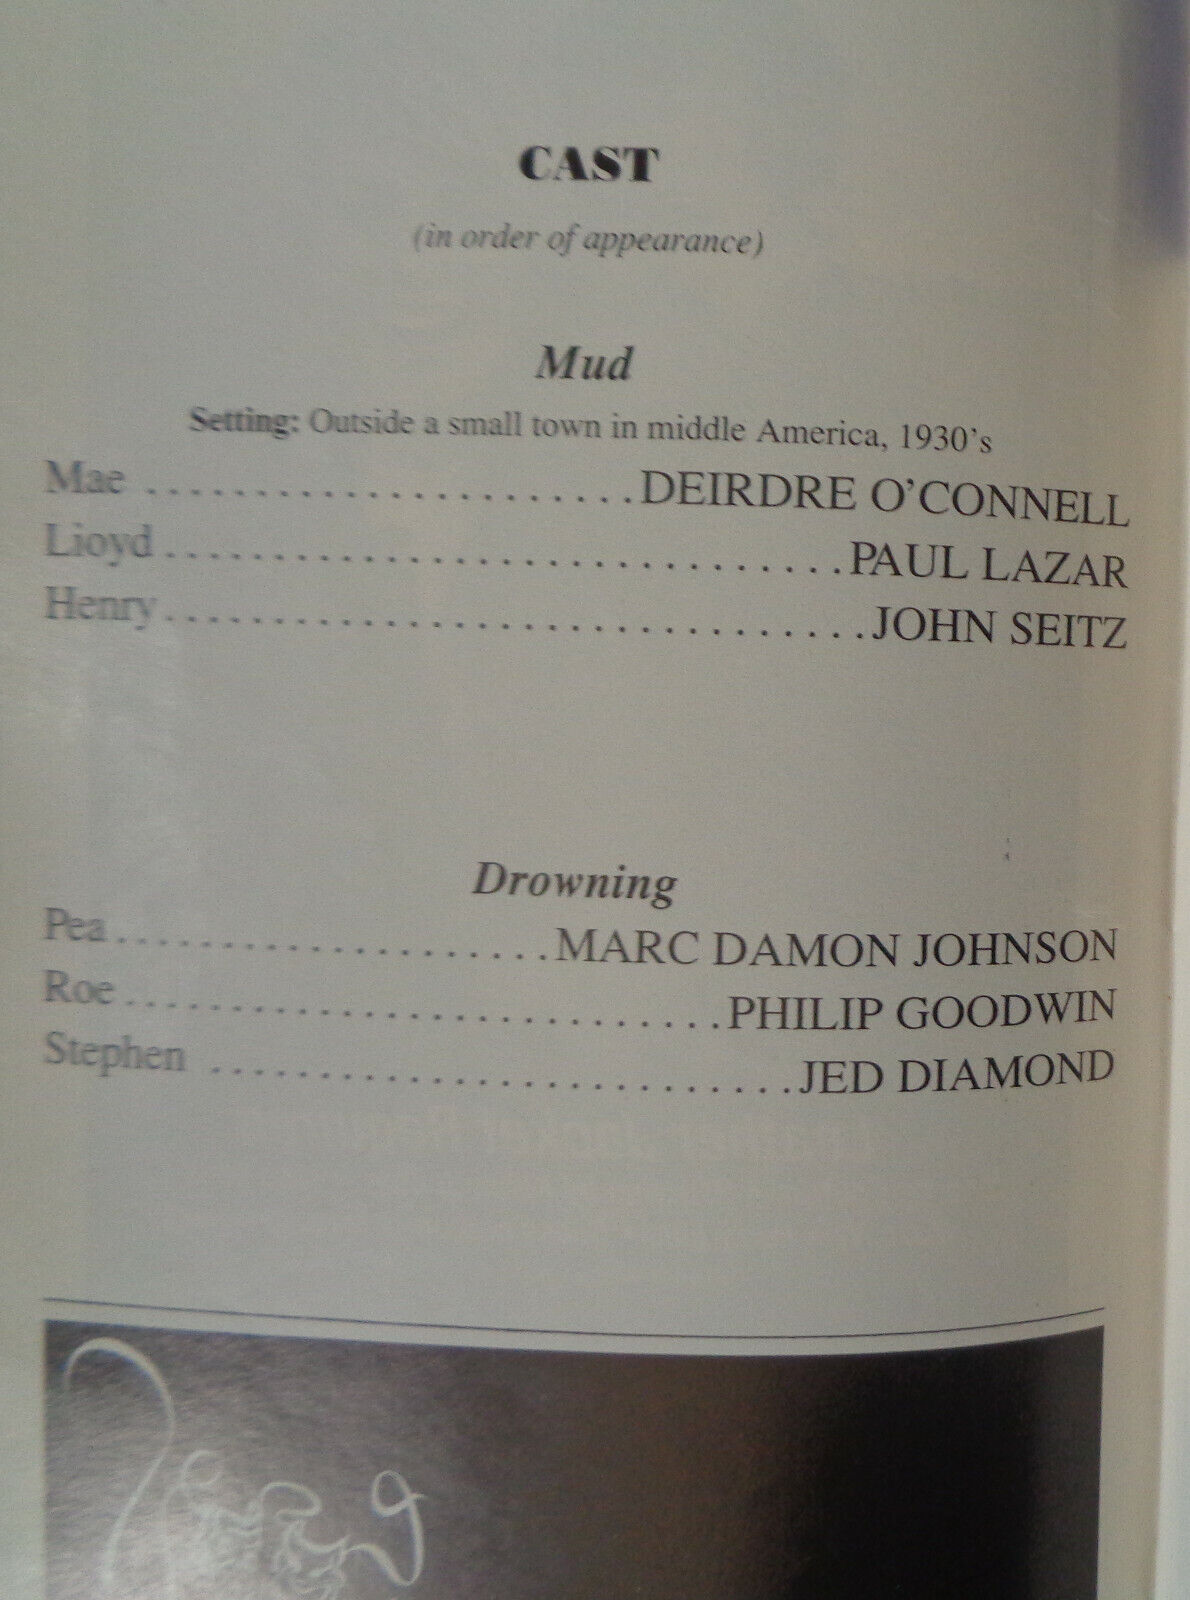 CAST
(in order of appearance)
Mud
Setting: Outside a small town in middle America, 1930's
Mae ......................DEIRDRE O'CONNELL
Lioyd..............................PAUL LAZAR
Henry...............................JOHN SEITZ
Drowning
Pea...................MARC DAMON JOHNSON
Roe...........................PHILIP GOODWIN
Stephen ..........................JED DIAMOND